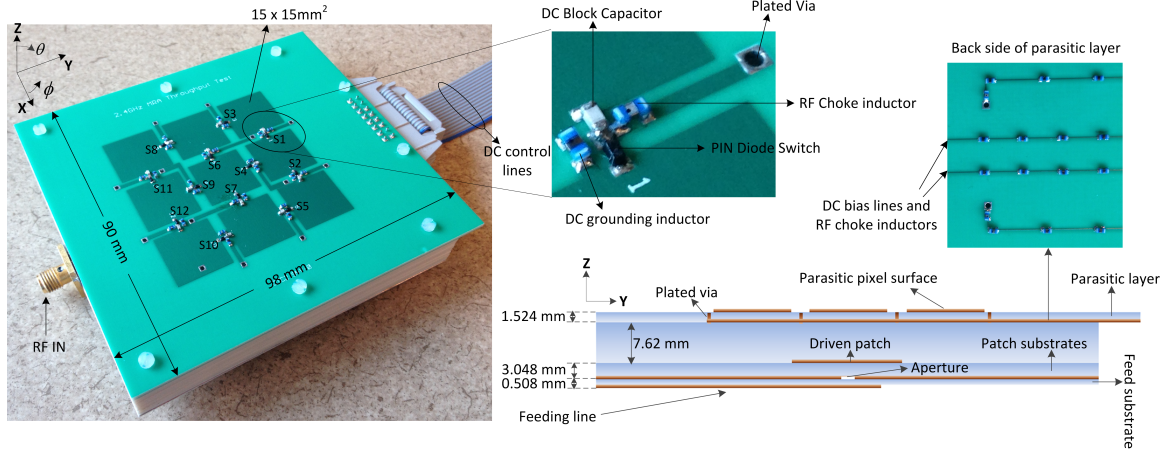 15 x 15mm²
Z
θ
Y
X
ϕ
2.4GHz MRA Throughput Test
S3
S1
S8
S6
S4
S2
S11
S9
S7
S12
S5
S10
90 mm
98 mm
RF IN
DC control
lines
DC Block Capacitor
Plated Via
RF Choke inductor
PIN Diode Switch
1
DC grounding inductor
Back side of parasitic layer
DC bias lines and
RF choke inductors
Z
Y
Plated via
Parasitic pixel surface
Parasitic layer
1.524 mm
7.62 mm
Driven patch
Patch substrates
3.048 mm
Aperture
0.508 mm
Feeding line
Feed substrate